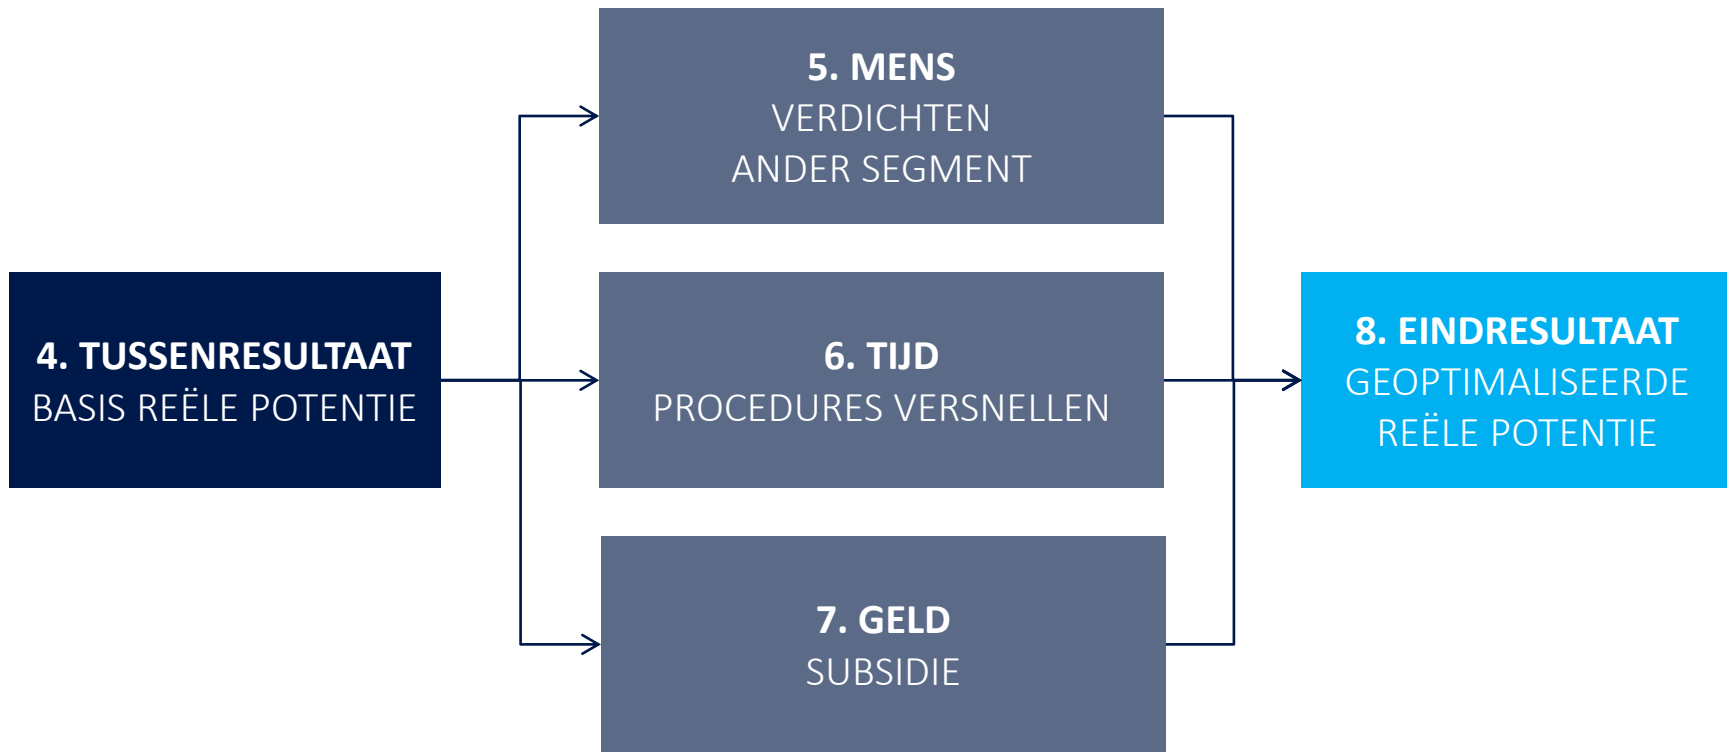 5. MENS
VERDICHTEN
ANDER SEGMENT
4. TUSSENRESULTAAT
BASIS REËLE POTENTIE
6. TIJD
PROCEDURES VERSNELLEN
8. EINDRESULTAAT
GEOPTIMALISEERDE
REËLE POTENTIE
7. GELD
SUBSIDIE